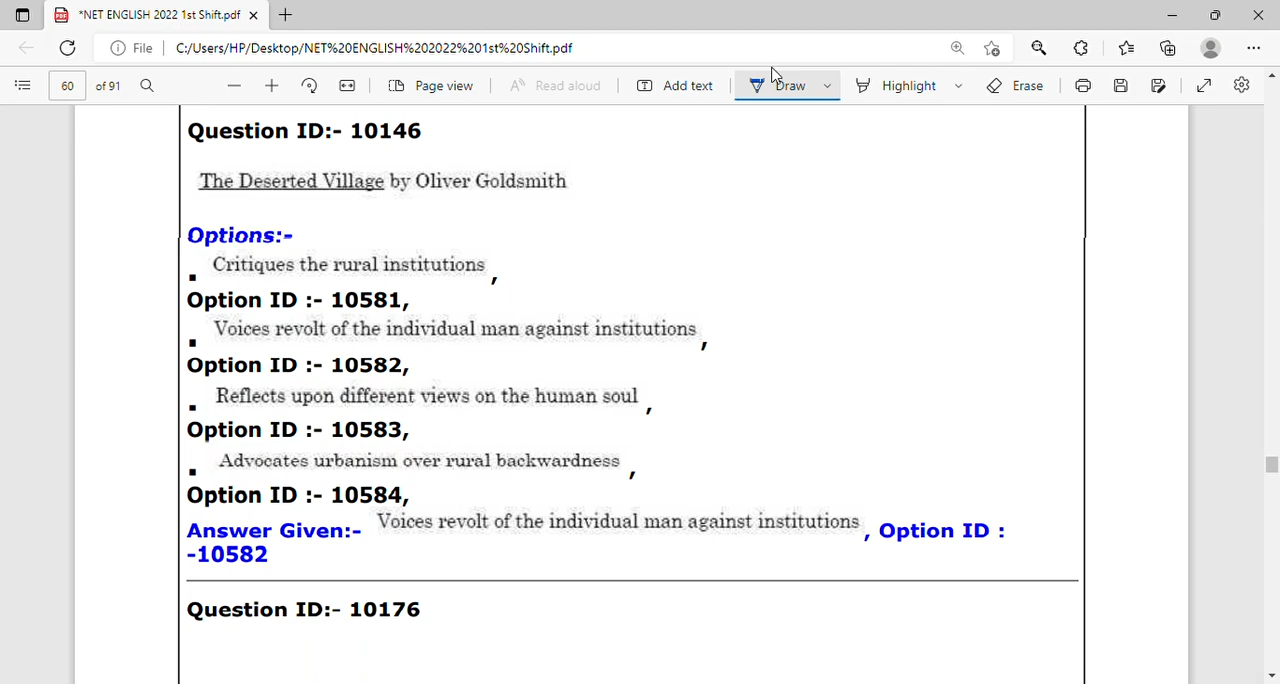 *NET ENGLISH 2022 1st Shift.pdf
File C:/Users/HP/Desktop/NET%20ENGLISH%202022%201st%20Shift.pdf
60 of 91 Page view Read aloud Add text Draw Highlight Erase
Question ID:- 10146
The Deserted Village by Oliver Goldsmith
Options:-
Critiques the rural institutions ,
Option ID :- 10581,
Voices revolt of the individual man against institutions ,
Option ID :- 10582,
Reflects upon different views on the human soul ,
Option ID :- 10583,
Advocates urbanism over rural backwardness ,
Option ID :- 10584,
Answer Given:- Voices revolt of the individual man against institutions , Option ID :
-10582
Question ID:- 10176